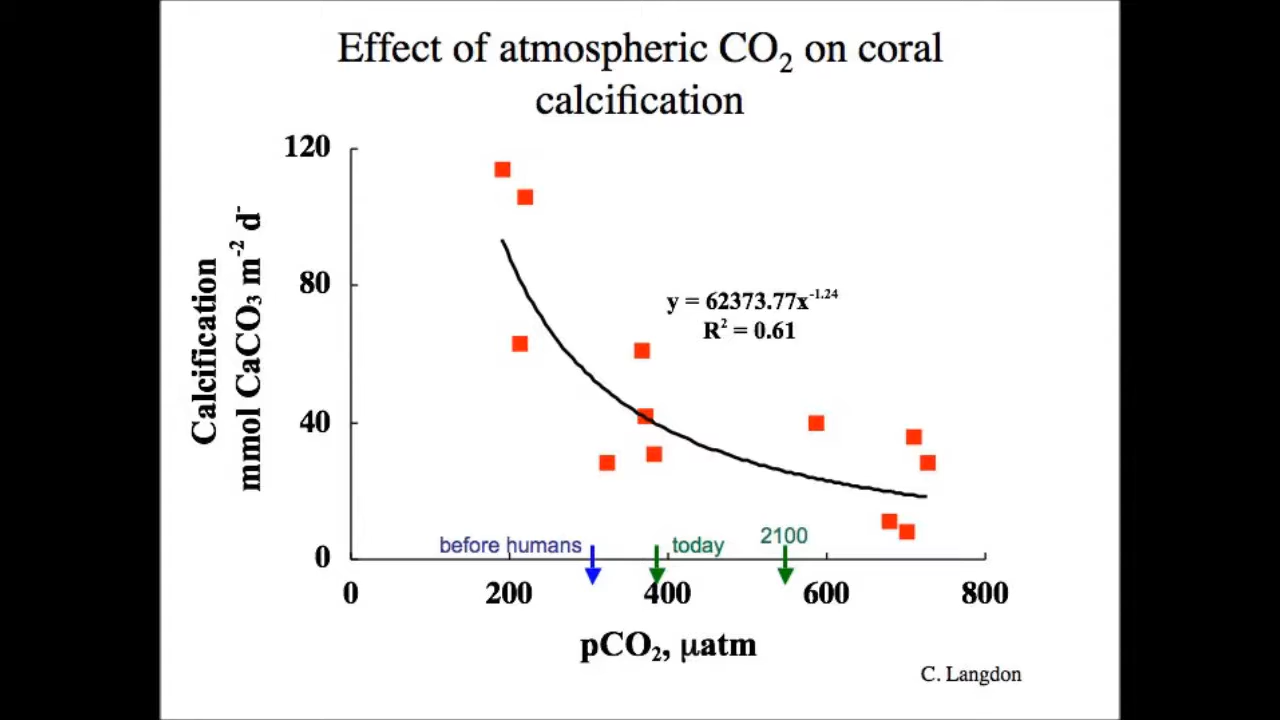 Effect of atmospheric CO₂ on coral
calcification
120
80
40
0
Calcification
mmol CaCO₃ m⁻² d⁻
y = 62373.77x⁻¹·²⁴
R² = 0.61
before humans
today
2100
0 200 400 600 800
pCO₂, μatm
C. Langdon